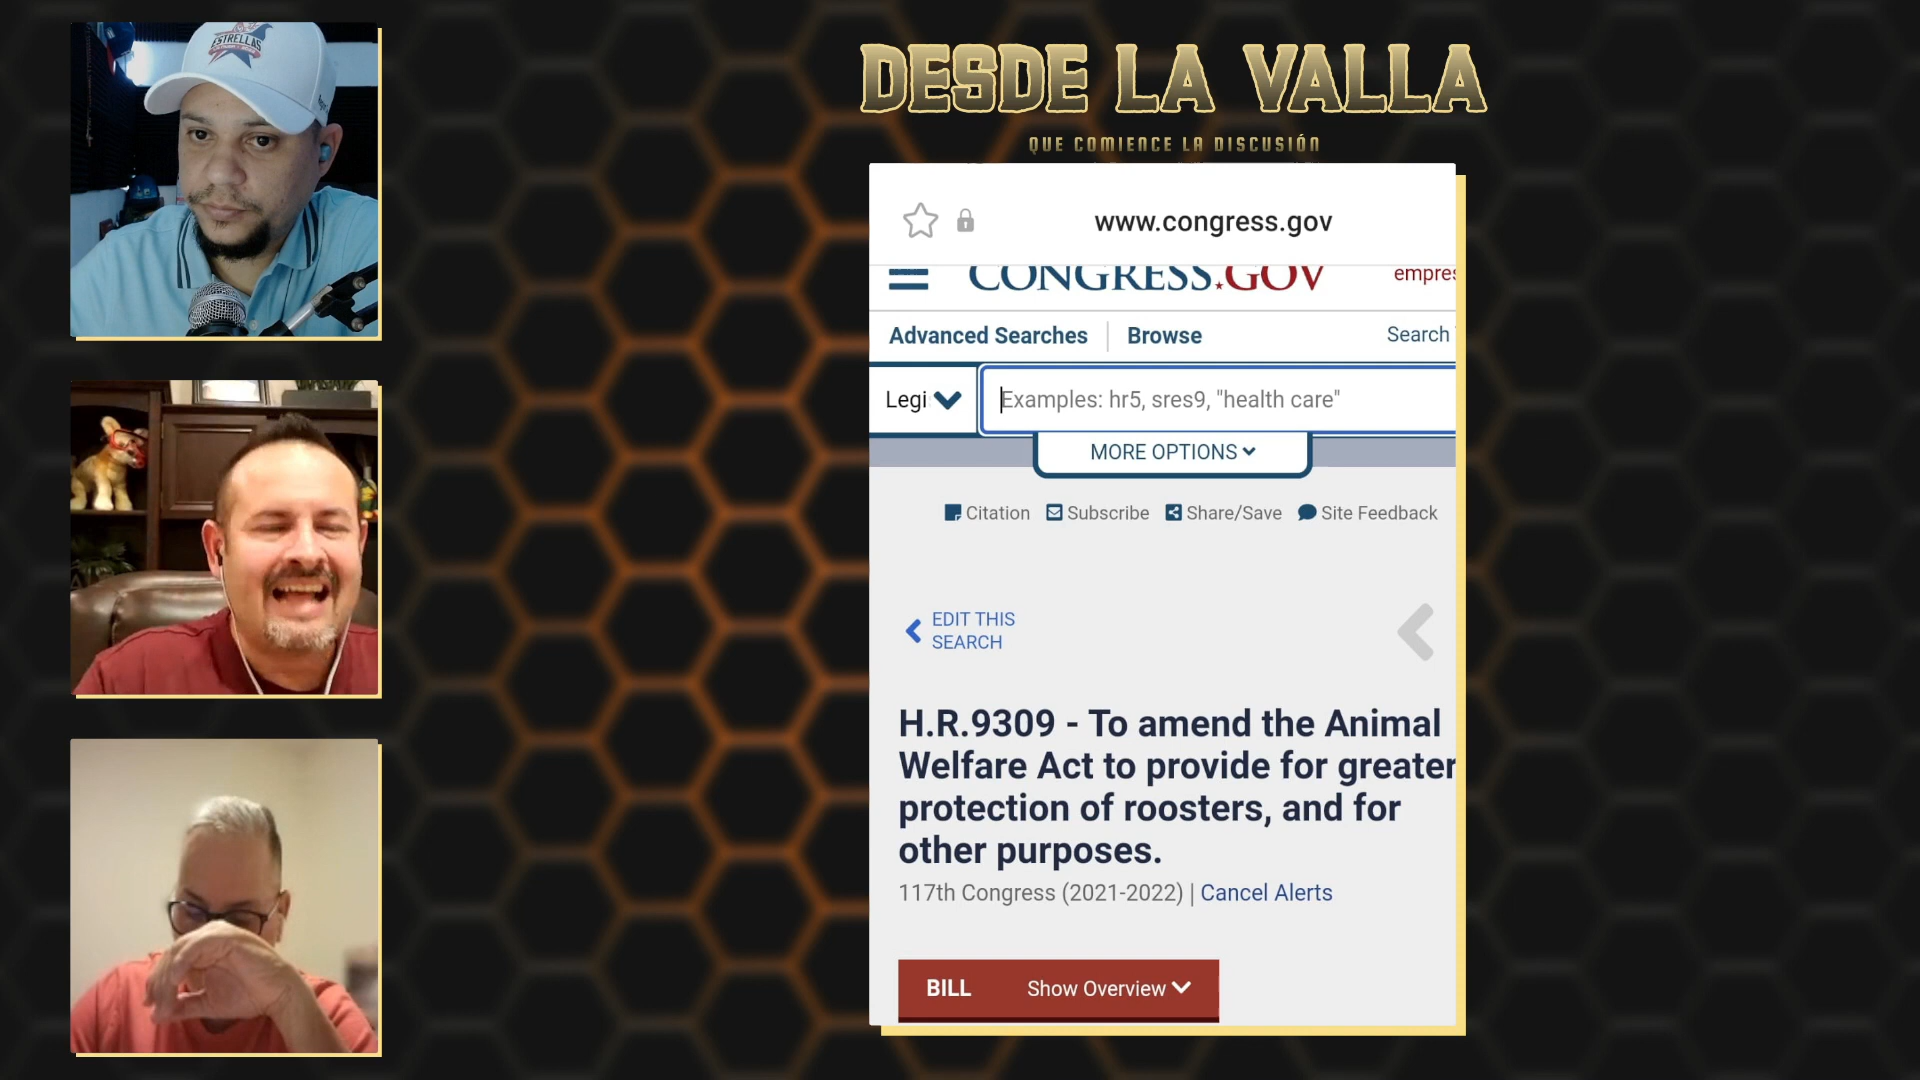 ESTRELLAS
DESDE LA VALLA
QUE COMIENCE LA DISCUSIÓN
www.congress.gov
CONGRESS.GOV
Advanced Searches
Browse
Search
Legi
Examples: hr5, sres9, "health care"
MORE OPTIONS
Citation
Subscribe
Share/Save
Site Feedback
EDIT THIS
SEARCH
H.R.9309 - To amend the Animal
Welfare Act to provide for greater
protection of roosters, and for
other purposes.
117th Congress (2021-2022) | Cancel Alerts
BILL
Show Overview